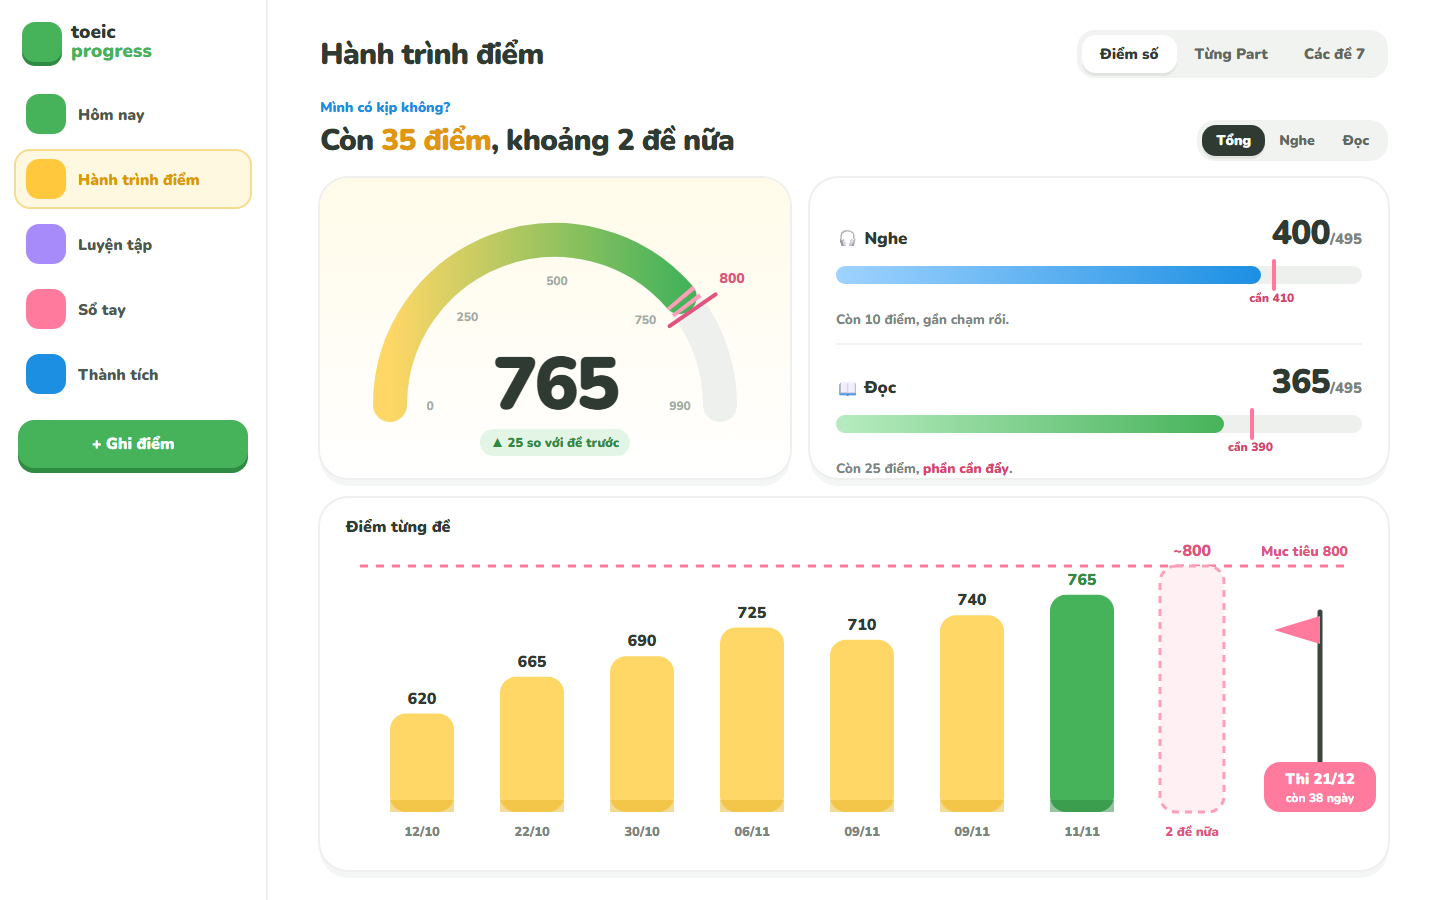 toeic
progress
Hôm nay
Hành trình điểm
Luyện tập
Sổ tay
Thành tích
+ Ghi điểm
Hành trình điểm
Điểm số
Từng Part
Các đề 7
Mình có kịp không?
Còn 35 điểm, khoảng 2 đề nữa
Tổng
Nghe
Đọc
0
250
500
750
800
990
765
▲ 25 so với đề trước
🎧 Nghe
400/495
cần 410
Còn 10 điểm, gần chạm rồi.
📖 Đọc
365/495
cần 390
Còn 25 điểm, phần cần đẩy.
Điểm từng đề
Mục tiêu 800
620
665
690
725
710
740
765
~800
Thi 21/12
còn 38 ngày
12/10
22/10
30/10
06/11
09/11
09/11
11/11
2 đề nữa